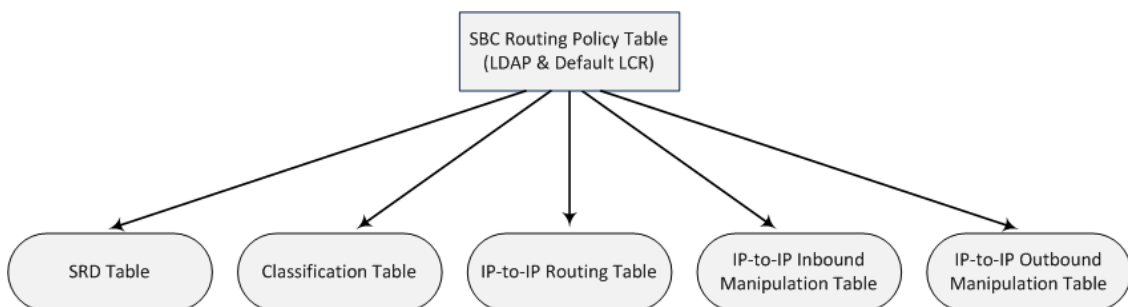 SBC Routing Policy Table
(LDAP & Default LCR)
SRD Table
Classification Table
IP-to-IP Routing Table
IP-to-IP Inbound
Manipulation Table
IP-to-IP Outbound
Manipulation Table